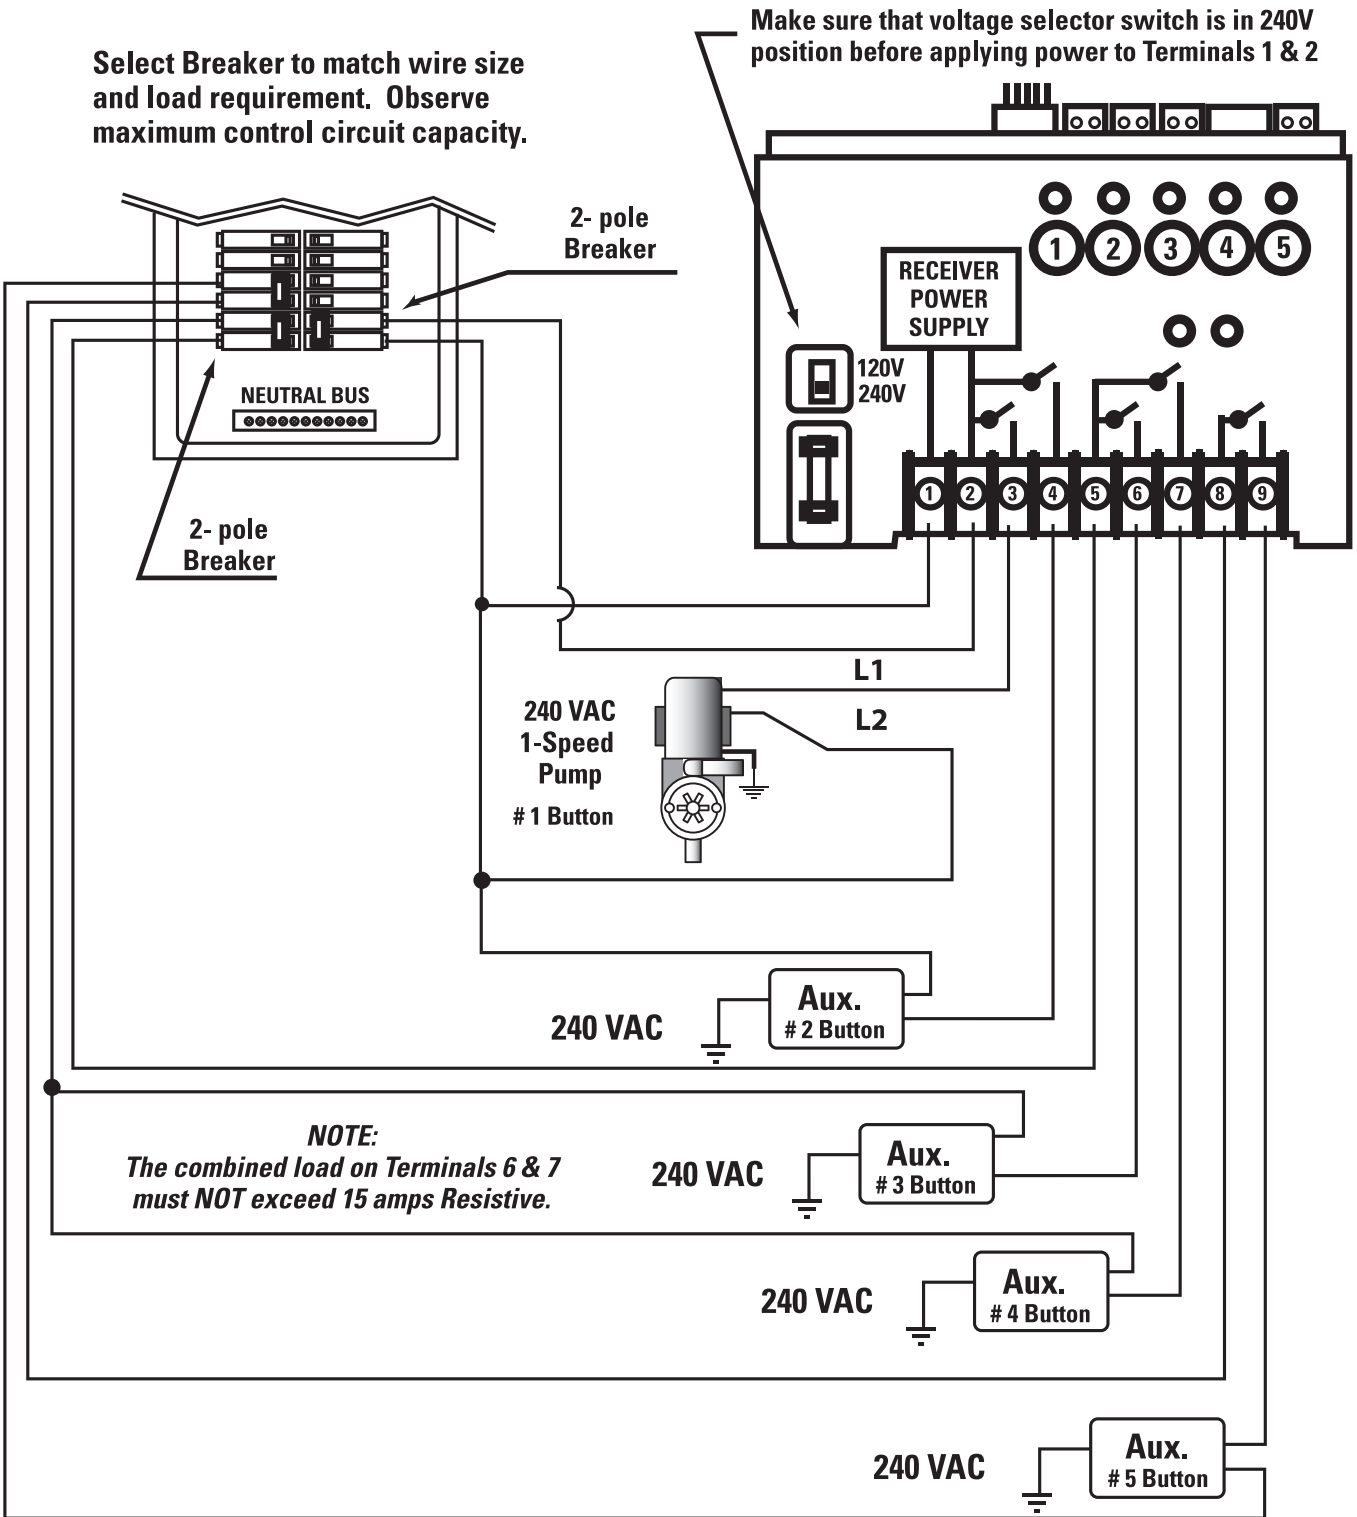 Make sure that voltage selector switch is in 240V
position before applying power to Terminals 1 & 2
Select Breaker to match wire size
and load requirement.  Observe
maximum control circuit capacity.
2- pole
Breaker
1 2 3 4 5
RECEIVER
POWER
SUPPLY
120V
240V
NEUTRAL BUS
1 2 3 4 5 6 7 8 9
2- pole
Breaker
L1
L2
240 VAC
1-Speed
Pump
# 1 Button
240 VAC
Aux.
# 2 Button
NOTE:
The combined load on Terminals 6 & 7
must NOT exceed 15 amps Resistive.
240 VAC
Aux.
# 3 Button
240 VAC
Aux.
# 4 Button
240 VAC
Aux.
# 5 Button